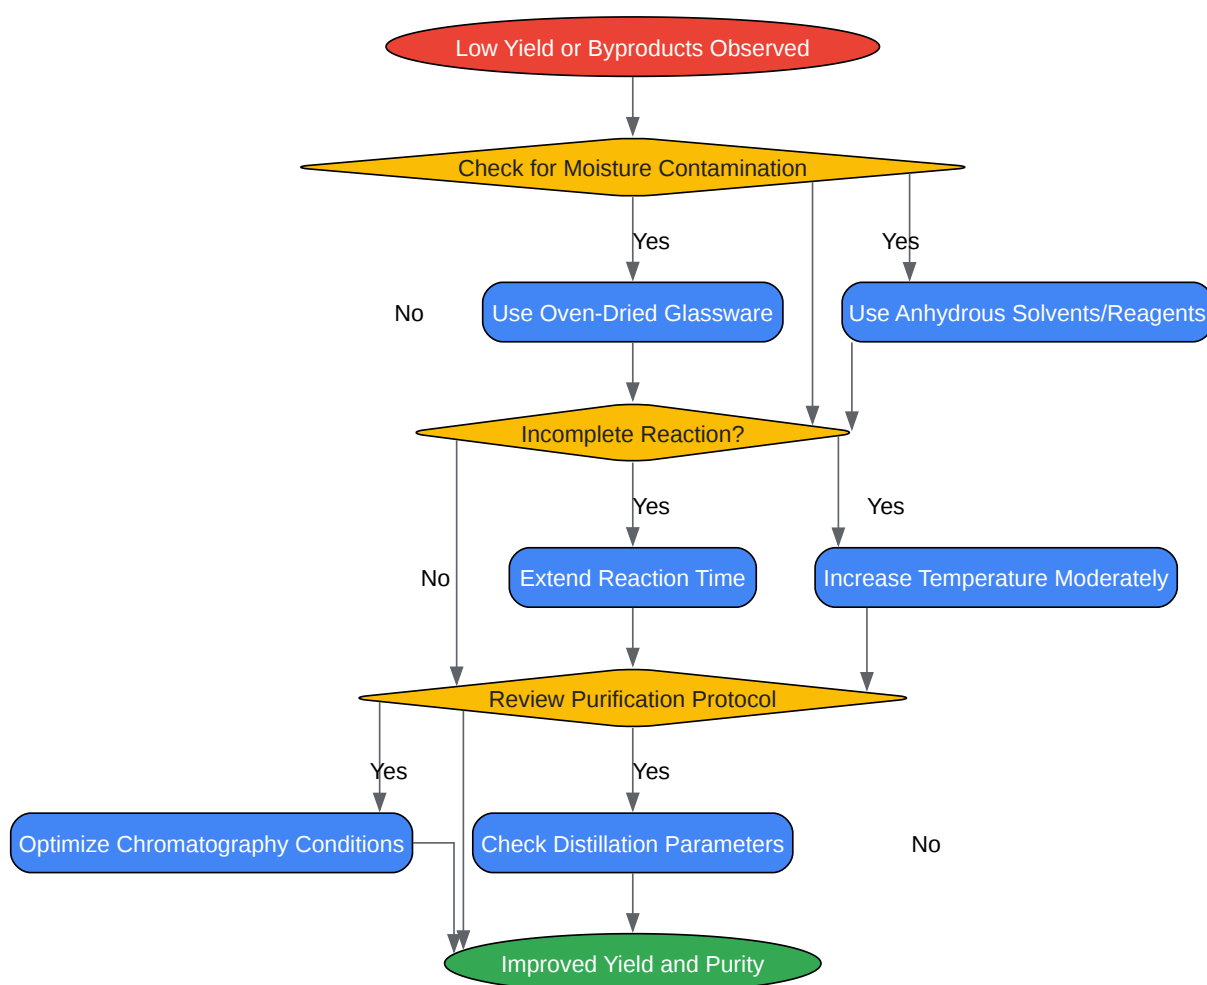 Low Yield or Byproducts Observed
Check for Moisture Contamination
Yes
Yes
No
Use Oven-Dried Glassware
Use Anhydrous Solvents/Reagents
Incomplete Reaction?
Yes
Yes
No
Extend Reaction Time
Increase Temperature Moderately
Review Purification Protocol
Yes
Yes
Optimize Chromatography Conditions
Check Distillation Parameters
No
Improved Yield and Purity